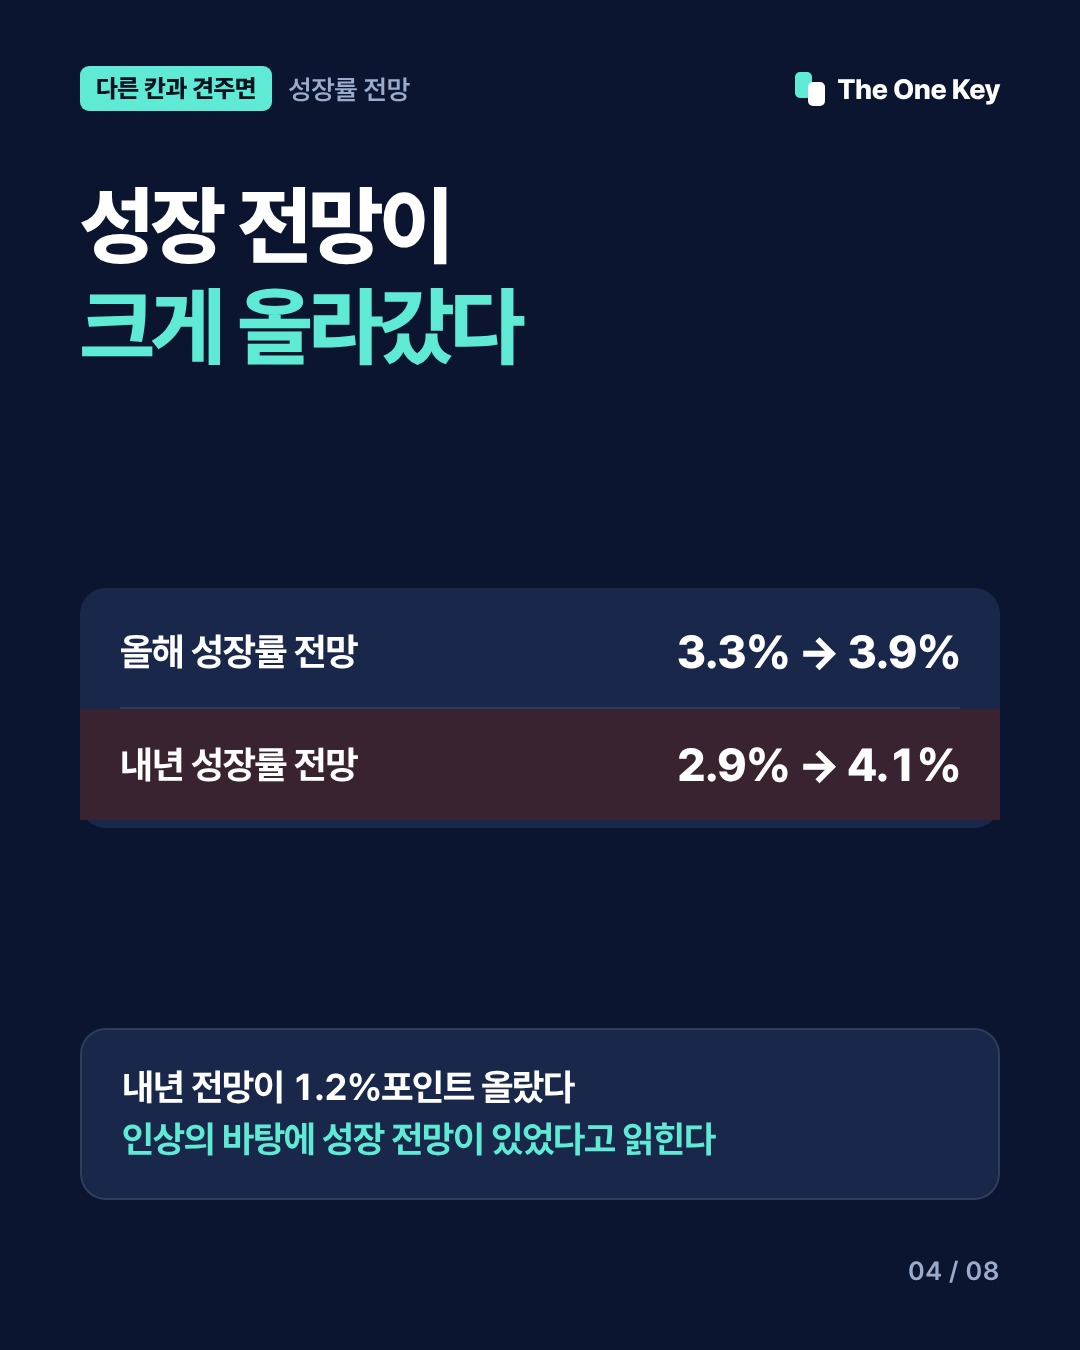 다른 칸과 견주면 성장률 전망
The One Key
성장 전망이
크게 올라갔다
올해 성장률 전망 3.3% → 3.9%
내년 성장률 전망 2.9% → 4.1%
내년 전망이 1.2%포인트 올랐다
인상의 바탕에 성장 전망이 있었다고 읽힌다
04 / 08